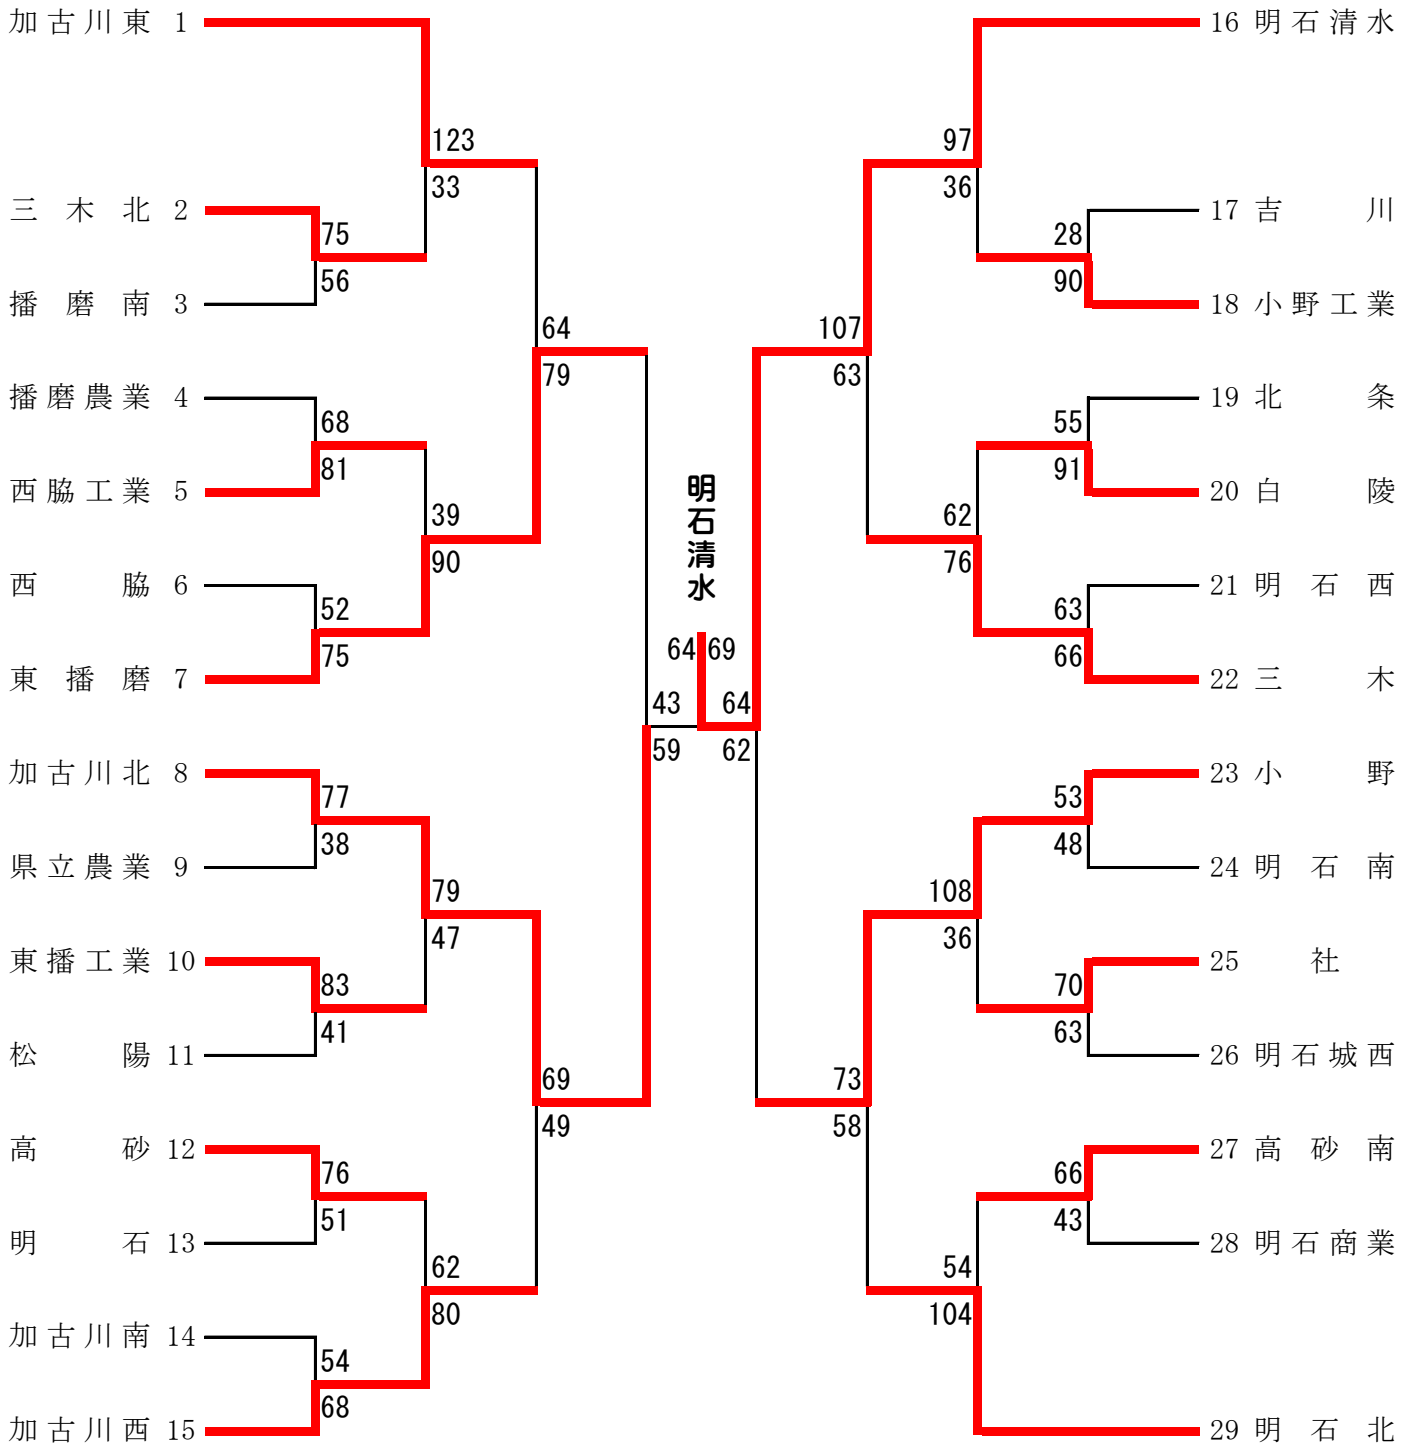 加古川東 1
三木北 2
播磨南 3
播磨農業 4
西脇工業 5
西脇 6
東播磨 7
加古川北 8
県立農業 9
東播工業 10
松陽 11
高砂 12
明石 13
加古川南 14
加古川西 15
123
33
75
56
68
81
39
90
52
75
64
79
77
38
79
47
83
41
69
49
76
51
62
80
54
68
43
59
明石清水
64 69
64
62
107
63
97
36
28
90
55
91
62
76
63
66
53
48
108
36
70
63
73
58
66
43
54
104
16 明石清水
17 吉川
18 小野工業
19 北条
20 白陵
21 明石西
22 三木
23 小野
24 明石南
25 社
26 明石城西
27 高砂南
28 明石商業
29 明石北